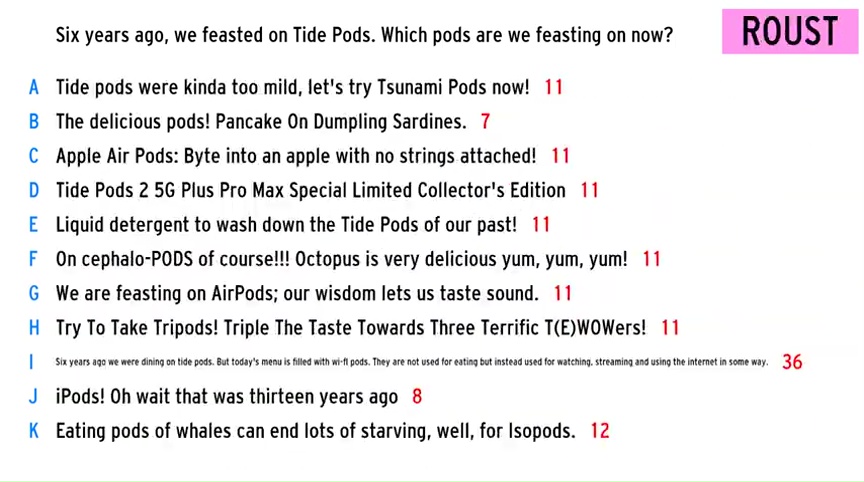 Six years ago, we feasted on Tide Pods. Which pods are we feasting on now?
ROUST
A Tide pods were kinda too mild, let's try Tsunami Pods now! 11
B The delicious pods! Pancake On Dumpling Sardines. 7
C Apple Air Pods: Byte into an apple with no strings attached! 11
D Tide Pods 2 5G Plus Pro Max Special Limited Collector's Edition 11
E Liquid detergent to wash down the Tide Pods of our past! 11
F On cephalo-PODS of course!!! Octopus is very delicious yum, yum, yum! 11
G We are feasting on AirPods; our wisdom lets us taste sound. 11
H Try To Take Tripods! Triple The Taste Towards Three Terrific T(E)WOWers! 11
I Six years ago we were dining on tide pods. But today's menu is filled with wi-fi pods. They are not used for eating but instead used for watching, streaming and using the internet in some way. 36
J iPods! Oh wait that was thirteen years ago 8
K Eating pods of whales can end lots of starving, well, for Isopods. 12